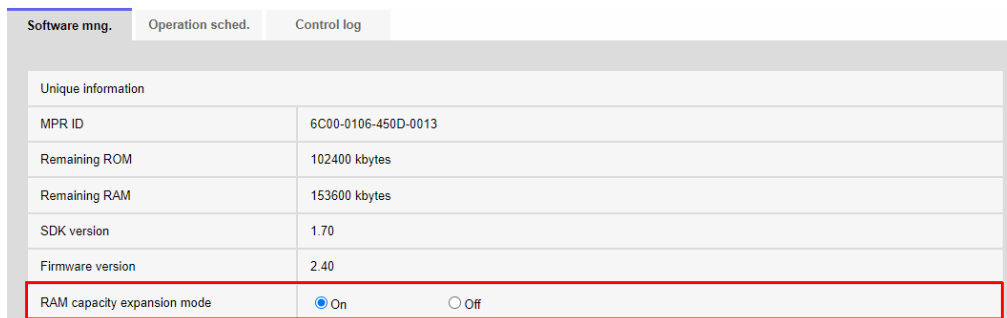 Software mng. Operation sched. Control log
Unique information
MPR ID 6C00-0106-450D-0013
Remaining ROM 102400 kbytes
Remaining RAM 153600 kbytes
SDK version 1.70
Firmware version 2.40
RAM capacity expansion mode On Off